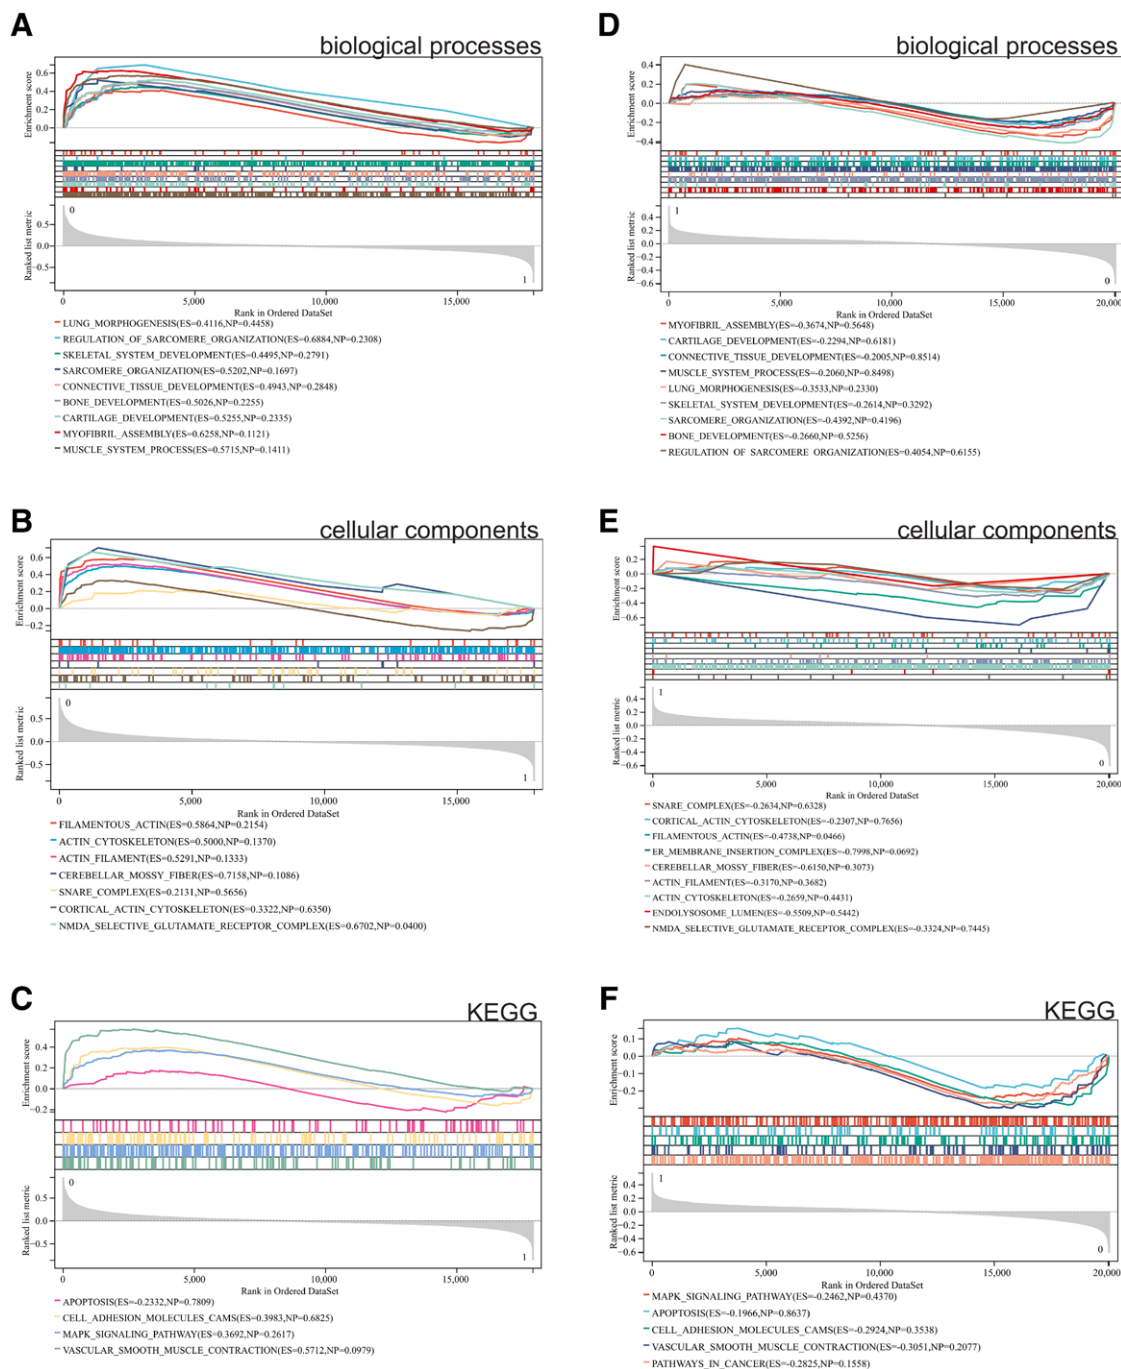 A
biological processes
Enrichment score
0.6
0.4
0.2
0.0
Ranked list metric
0.5
0.0
−0.5
0
1
0
5,000
10,000
15,000
Rank in Ordered DataSet
LUNG_MORPHOGENESIS(ES=0.4116,NP=0.4458)
REGULATION_OF_SARCOMERE_ORGANIZATION(ES=0.6884,NP=0.2308)
SKELETAL_SYSTEM_DEVELOPMENT(ES=0.4495,NP=0.2791)
SARCOMERE_ORGANIZATION(ES=0.5202,NP=0.1697)
CONNECTIVE_TISSUE_DEVELOPMENT(ES=0.4943,NP=0.2848)
BONE_DEVELOPMENT(ES=0.5026,NP=0.2255)
CARTILAGE_DEVELOPMENT(ES=0.5255,NP=0.2335)
MYOFIBRIL_ASSEMBLY(ES=0.6258,NP=0.1121)
MUSCLE_SYSTEM_PROCESS(ES=0.5715,NP=0.1411)
B
cellular components
Enrichment score
0.6
0.4
0.2
0.0
−0.2
Ranked list metric
0.5
0.0
−0.5
0
1
0
5,000
10,000
15,000
Rank in Ordered DataSet
FILAMENTOUS_ACTIN(ES=0.5864,NP=0.2154)
ACTIN_CYTOSKELETON(ES=0.5000,NP=0.1370)
ACTIN_FILAMENT(ES=0.5291,NP=0.1333)
CEREBELLAR_MOSSY_FIBER(ES=0.7158,NP=0.1086)
SNARE_COMPLEX(ES=0.2131,NP=0.5656)
CORTICAL_ACTIN_CYTOSKELETON(ES=0.3322,NP=0.6350)
NMDA_SELECTIVE_GLUTAMATE_RECEPTOR_COMPLEX(ES=0.6702,NP=0.0400)
C
KEGG
Enrichment score
0.4
0.2
0.0
−0.2
Ranked list metric
0.5
0.0
−0.5
0
1
0
5,000
10,000
15,000
Rank in Ordered DataSet
APOPTOSIS(ES=-0.2332,NP=0.7809)
CELL_ADHESION_MOLECULES_CAMS(ES=0.3983,NP=0.6825)
MAPK_SIGNALING_PATHWAY(ES=0.3692,NP=0.2617)
VASCULAR_SMOOTH_MUSCLE_CONTRACTION(ES=0.5712,NP=0.0979)
D
biological processes
Enrichment score
0.4
0.2
0.0
−0.2
−0.4
Ranked list metric
0.4
0.2
0.0
−0.2
−0.4
−0.6
1
0
0
5,000
10,000
15,000
20,000
Rank in Ordered DataSet
MYOFIBRIL_ASSEMBLY(ES=-0.3674,NP=0.5648)
CARTILAGE_DEVELOPMENT(ES=-0.2294,NP=0.6181)
CONNECTIVE_TISSUE_DEVELOPMENT(ES=-0.2005,NP=0.8514)
MUSCLE_SYSTEM_PROCESS(ES=-0.2060,NP=0.8498)
LUNG_MORPHOGENESIS(ES=-0.3533,NP=0.2330)
SKELETAL_SYSTEM_DEVELOPMENT(ES=-0.2614,NP=0.3292)
SARCOMERE_ORGANIZATION(ES=-0.4392,NP=0.4196)
BONE_DEVELOPMENT(ES=-0.2660,NP=0.5256)
REGULATION_OF_SARCOMERE_ORGANIZATION(ES=0.4054,NP=0.6155)
E
cellular components
Enrichment score
0.2
0.0
−0.2
−0.4
−0.6
Ranked list metric
0.4
0.2
0.0
−0.2
−0.4
−0.6
1
0
0
5,000
10,000
15,000
20,000
Rank in Ordered DataSet
SNARE_COMPLEX(ES=-0.2634,NP=0.6328)
CORTICAL_ACTIN_CYTOSKELETON(ES=-0.2307,NP=0.7656)
FILAMENTOUS_ACTIN(ES=-0.4738,NP=0.0466)
ER_MEMBRANE_INSERTION_COMPLEX(ES=-0.7998,NP=0.0692)
CEREBELLAR_MOSSY_FIBER(ES=-0.6150,NP=0.3073)
ACTIN_FILAMENT(ES=-0.3170,NP=0.3682)
ACTIN_CYTOSKELETON(ES=-0.2659,NP=0.4431)
ENDOLYSOSOME_LUMEN(ES=-0.5509,NP=0.5442)
NMDA_SELECTIVE_GLUTAMATE_RECEPTOR_COMPLEX(ES=-0.3324,NP=0.7445)
F
KEGG
Enrichment score
0.1
0.0
−0.2
Ranked list metric
0.4
0.2
0.0
−0.2
−0.4
−0.6
1
0
0
5,000
10,000
15,000
20,000
Rank in Ordered DataSet
MAPK_SIGNALING_PATHWAY(ES=-0.2462,NP=0.4370)
APOPTOSIS(ES=-0.1966,NP=0.8637)
CELL_ADHESION_MOLECULES_CAMS(ES=-0.2924,NP=0.3538)
VASCULAR_SMOOTH_MUSCLE_CONTRACTION(ES=-0.3051,NP=0.2077)
PATHWAYS_IN_CANCER(ES=-0.2825,NP=0.1558)